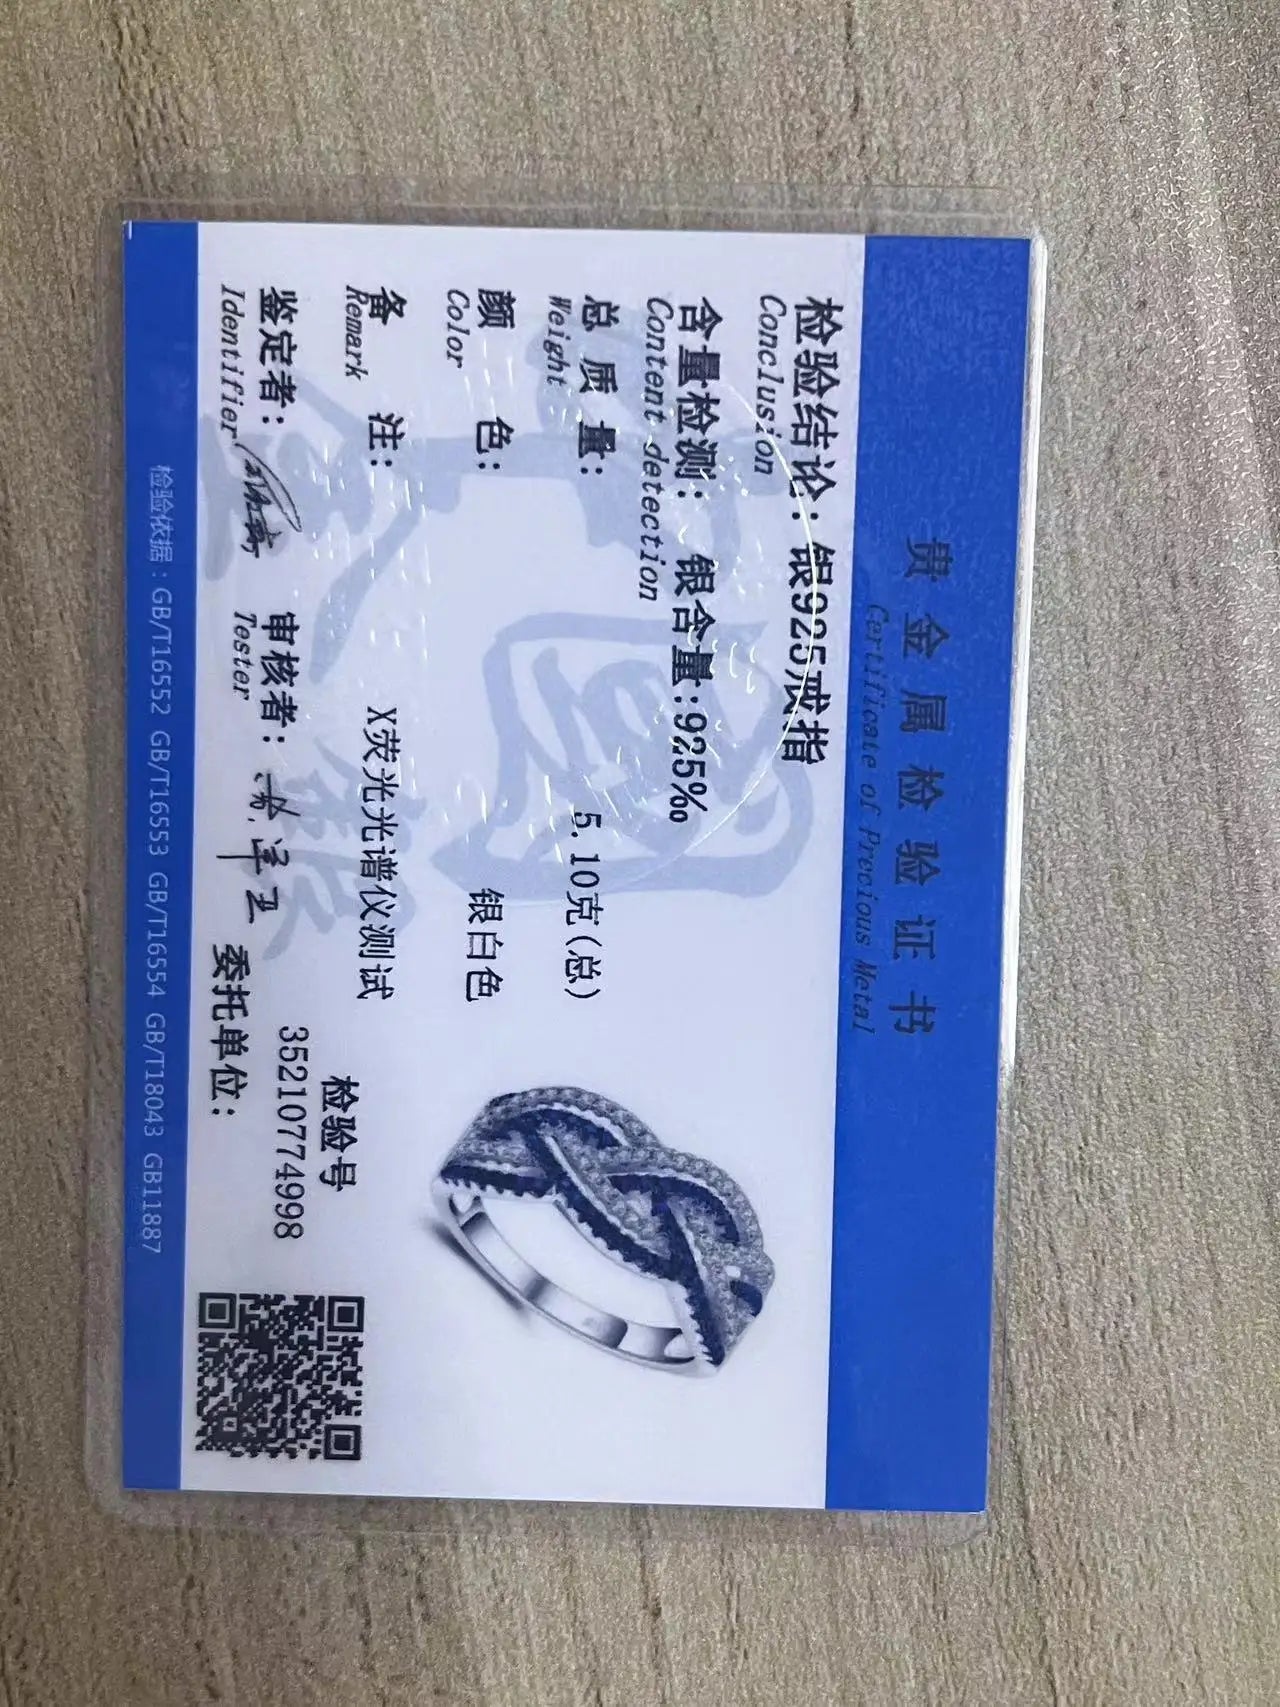 贵金属检验证书
Certificate of Precious Metal
检验结论：银925戒指
Conclusion
含量检测：银含量:925‰
Content detection
总质量：5.10克(总)
Weight
颜色：银白色
Color
备注：X荧光光谱仪测试
Remark
检验号
35210774998
鉴定者：
Identifier
审核者：
Tester
委托单位：
检验依据：GB/T16552 GB/T16553 GB/T16554 GB/T18043 GB11887